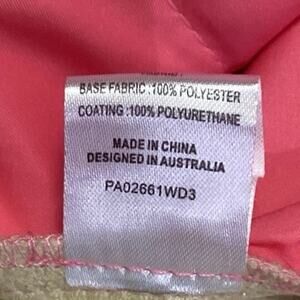 BASE FABRIC :100% POLYESTER
COATING :100% POLYURETHANE
MADE IN CHINA
DESIGNED IN AUSTRALIA
PA02661WD3